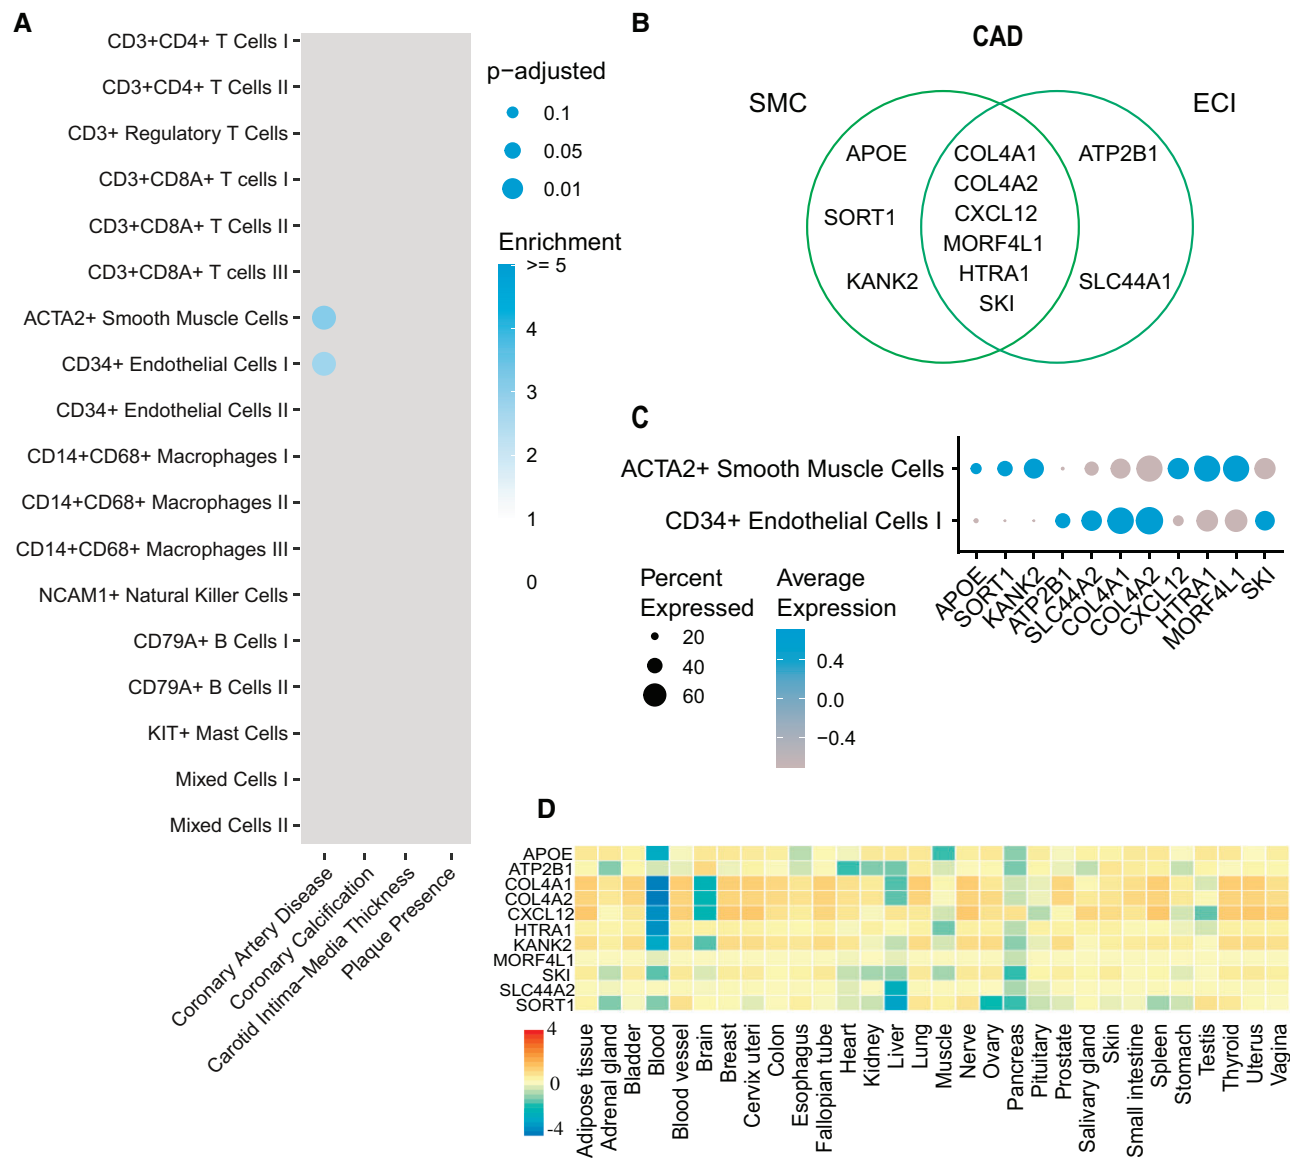 A
CD3+CD4+ T Cells I
CD3+CD4+ T Cells II
CD3+ Regulatory T Cells
CD3+CD8A+ T cells I
CD3+CD8A+ T Cells II
CD3+CD8A+ T cells III
ACTA2+ Smooth Muscle Cells
CD34+ Endothelial Cells I
CD34+ Endothelial Cells II
CD14+CD68+ Macrophages I
CD14+CD68+ Macrophages II
CD14+CD68+ Macrophages III
NCAM1+ Natural Killer Cells
CD79A+ B Cells I
CD79A+ B Cells II
KIT+ Mast Cells
Mixed Cells I
Mixed Cells II
Coronary Artery Disease
Coronary Calcification
Carotid Intima−Media Thickness
Plaque Presence
p−adjusted
0.1
0.05
0.01
Enrichment
>= 5
4
3
2
1
0
B
CAD
SMC
ECI
APOE
SORT1
KANK2
COL4A1
COL4A2
CXCL12
MORF4L1
HTRA1
SKI
ATP2B1
SLC44A1
C
ACTA2+ Smooth Muscle Cells
CD34+ Endothelial Cells I
APOE
SORT1
KANK2
ATP2B1
SLC44A2
COL4A1
COL4A2
CXCL12
HTRA1
MORF4L1
SKI
Percent
Expressed
20
40
60
Average
Expression
0.4
0.0
−0.4
D
APOE
ATP2B1
COL4A1
COL4A2
CXCL12
HTRA1
KANK2
MORF4L1
SKI
SLC44A2
SORT1
4
0
-4
Adipose tissue
Adrenal gland
Bladder
Blood
Blood vessel
Brain
Breast
Cervix uteri
Colon
Esophagus
Fallopian tube
Heart
Kidney
Liver
Lung
Muscle
Nerve
Ovary
Pancreas
Pituitary
Prostate
Salivary gland
Skin
Small intestine
Spleen
Stomach
Testis
Thyroid
Uterus
Vagina